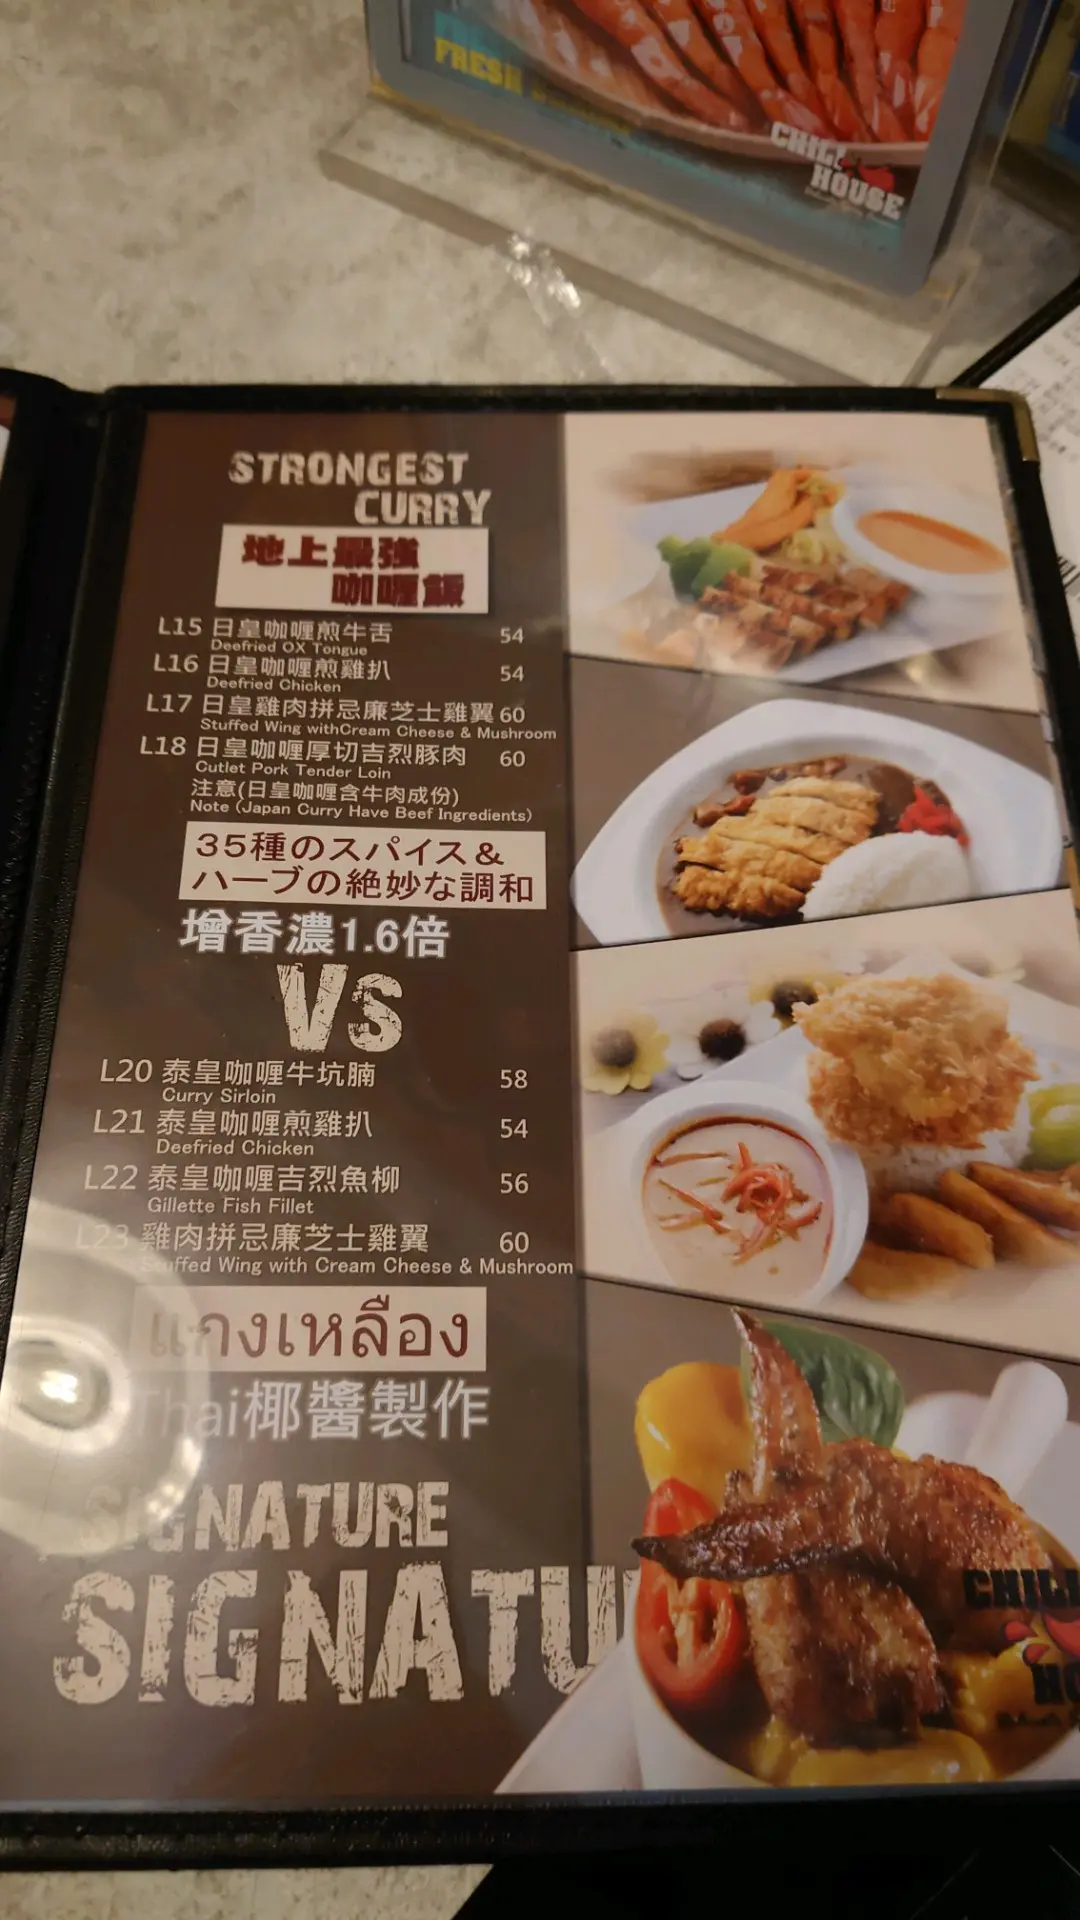 FRESH
CHILI
HOUSE
STRONGEST
CURRY
地上最強
咖喱飯
L15 日皇咖喱煎牛舌 54
Deefried OX Tongue
L16 日皇咖喱煎雞扒 54
Deefried Chicken
L17 日皇雞肉拼忌廉芝士雞翼 60
Stuffed Wing withCream Cheese & Mushroom
L18 日皇咖喱厚切吉烈豚肉 60
Cutlet Pork Tender Loin
注意(日皇咖喱含牛肉成份)
Note (Japan Curry Have Beef Ingredients)
35種のスパイス&
ハーブの絶妙な調和
增香濃1.6倍
Vs
L20 泰皇咖喱牛坑腩 58
Curry Sirloin
L21 泰皇咖喱煎雞扒 54
Deefried Chicken
L22 泰皇咖喱吉烈魚柳 56
Gillette Fish Fillet
L23 雞肉拼忌廉芝士雞翼 60
Stuffed Wing with Cream Cheese & Mushroom
แกงเหลือง
Thai椰醬製作
SIGNATURE
SIGNATU
CHILI
HO